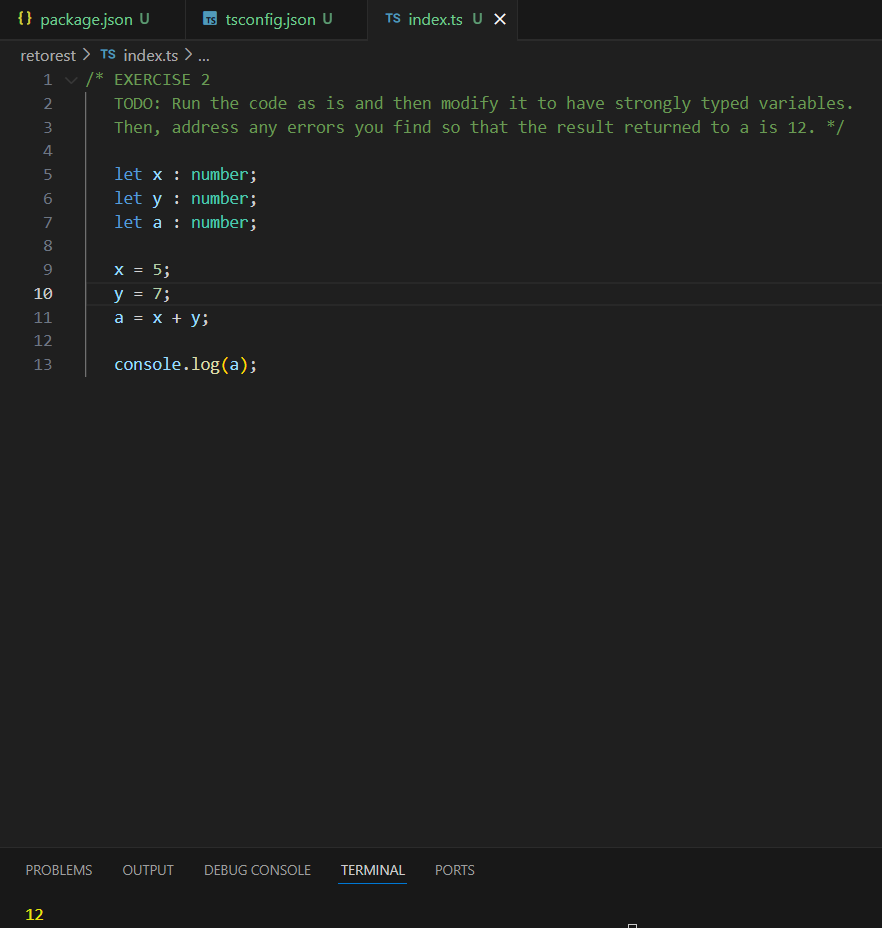 {} package.json U
TS tsconfig.json U
TS index.ts U ×
retorest > TS index.ts > ...
1 /* EXERCISE 2
2 TODO: Run the code as is and then modify it to have strongly typed variables.
3 Then, address any errors you find so that the result returned to a is 12. */
4
5 let x : number;
6 let y : number;
7 let a : number;
8
9 x = 5;
10 y = 7;
11 a = x + y;
12
13 console.log(a);
PROBLEMS OUTPUT DEBUG CONSOLE TERMINAL PORTS
12